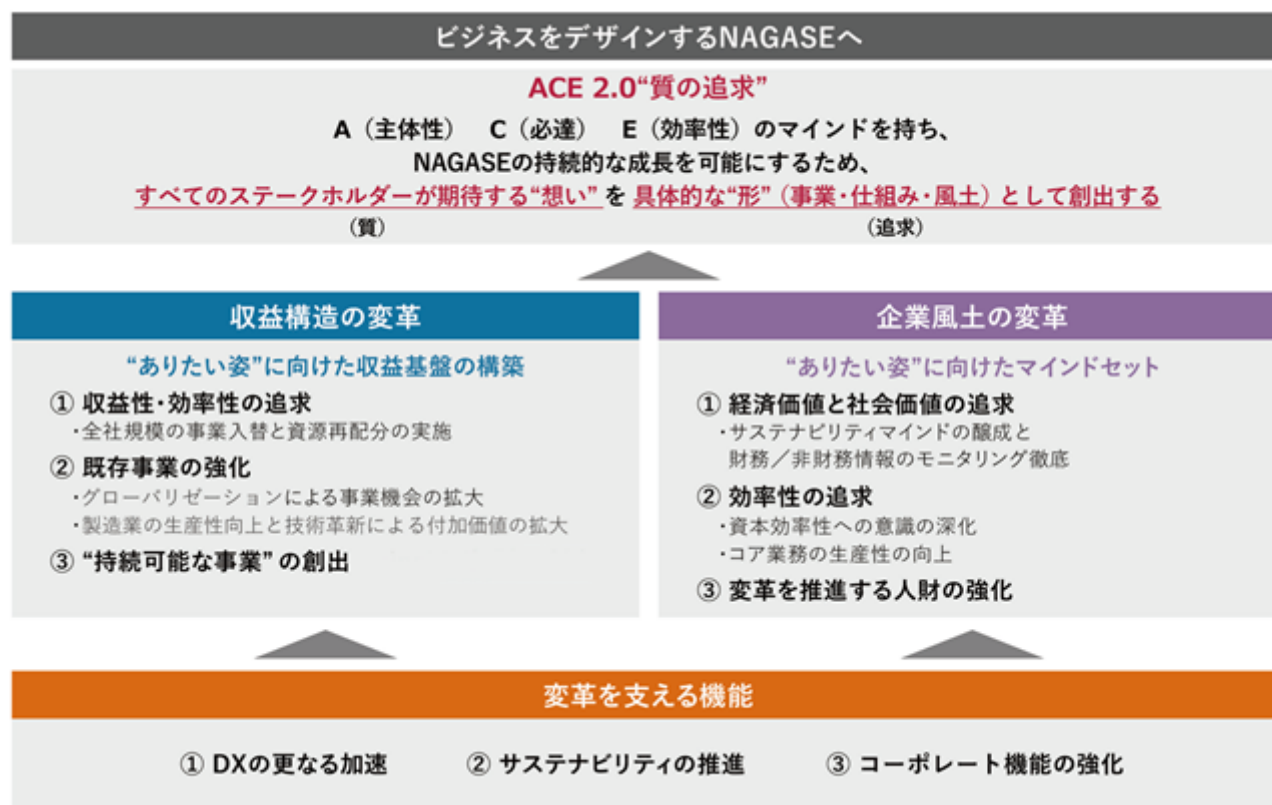 ビジネスをデザインするNAGASEへ
ACE 2.0“質の追求”
A（主体性） C（必達） E（効率性）のマインドを持ち、
NAGASEの持続的な成長を可能にするため、
すべてのステークホルダーが期待する“想い”を 具体的な“形”（事業・仕組み・風土）として創出する
（質） （追求）
収益構造の変革
“ありたい姿”に向けた収益基盤の構築
① 収益性・効率性の追求
・全社規模の事業入替と資源再配分の実施
② 既存事業の強化
・グローバリゼーションによる事業機会の拡大
・製造業の生産性向上と技術革新による付加価値の拡大
③ “持続可能な事業”の創出
企業風土の変革
“ありたい姿”に向けたマインドセット
① 経済価値と社会価値の追求
・サステナビリティマインドの醸成と
財務／非財務情報のモニタリング徹底
② 効率性の追求
・資本効率性への意識の深化
・コア業務の生産性の向上
③ 変革を推進する人財の強化
変革を支える機能
① DXの更なる加速 ② サステナビリティの推進 ③ コーポレート機能の強化